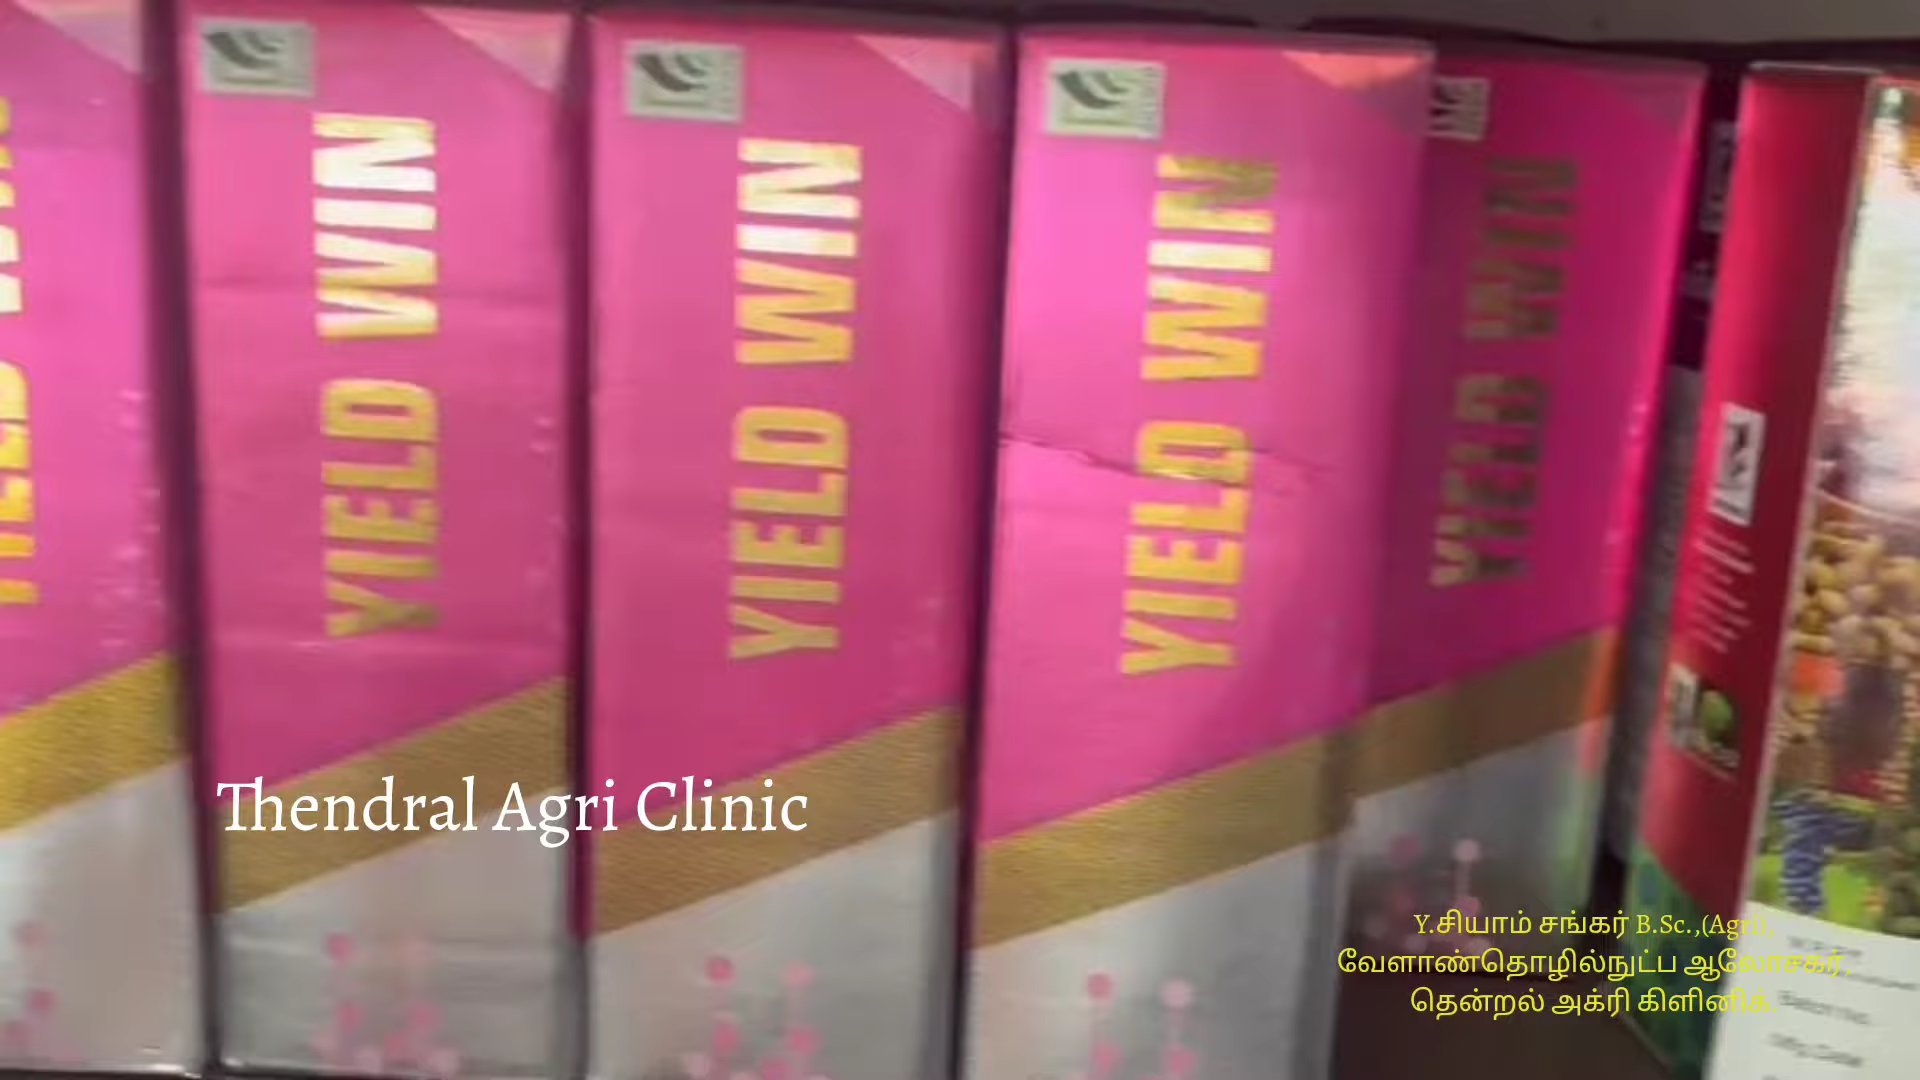 YIELD WIN
YIELD WIN
YIELD WIN
YIELD WIN
YIELD
Thendral Agri Clinic
Y.சியாம் சங்கர் B.Sc.,(Agri),
வேளாண்தொழில்நுட்ப ஆலோசகர்,
தென்றல் அக்ரி கிளினிக்.